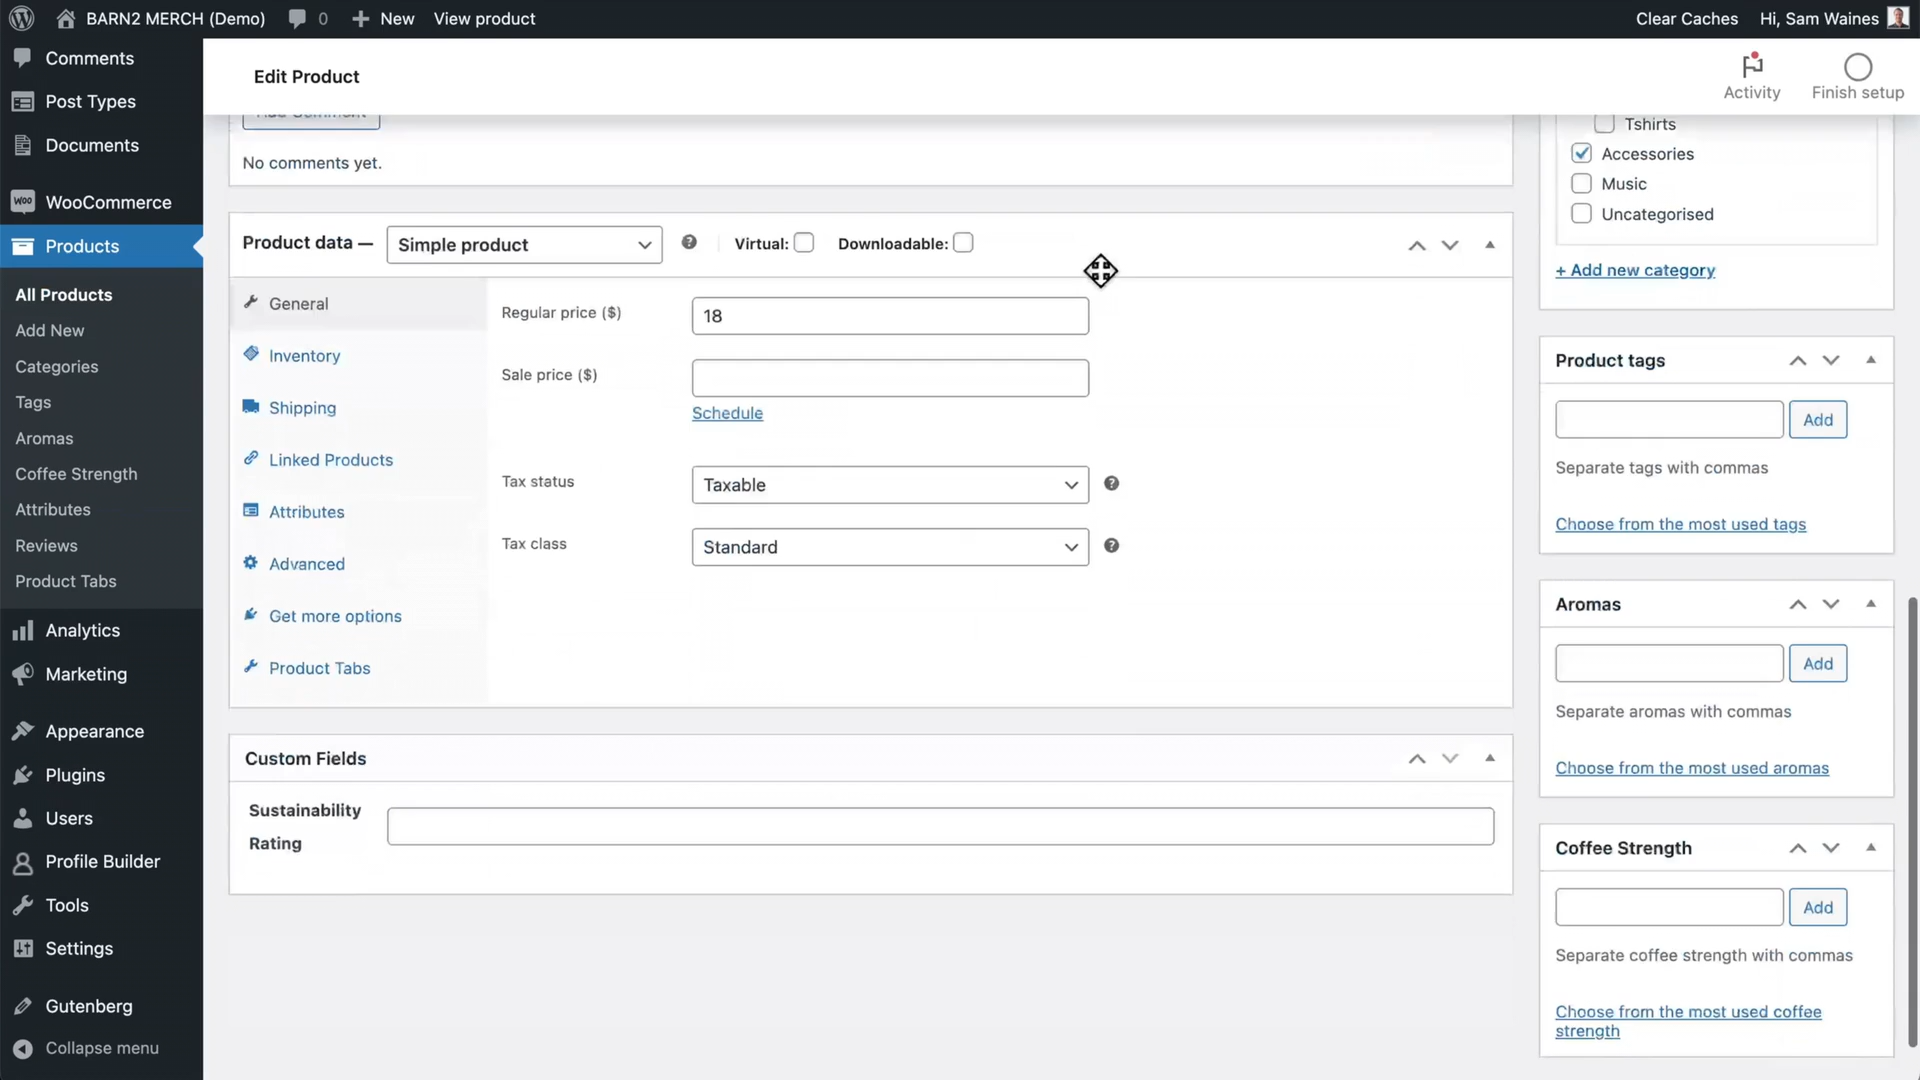 BARN2 MERCH (Demo)
0
New
View product
Clear Caches
Hi, Sam Waines
Comments
Post Types
Documents
WOO
WooCommerce
Products
All Products
Add New
Categories
Tags
Aromas
Coffee Strength
Attributes
Reviews
Product Tabs
Analytics
Marketing
Appearance
Plugins
Users
Profile Builder
Tools
Settings
Gutenberg
Collapse menu
Edit Product
Activity
Finish setup
Add Comment
No comments yet.
Product data —
Simple product
Virtual:
Downloadable:
General
Inventory
Shipping
Linked Products
Attributes
Advanced
Get more options
Product Tabs
Regular price ($)
18
Sale price ($)
Schedule
Tax status
Taxable
Tax class
Standard
Custom Fields
Sustainability
Rating
Tshirts
Accessories
Music
Uncategorised
+ Add new category
Product tags
Add
Separate tags with commas
Choose from the most used tags
Aromas
Add
Separate aromas with commas
Choose from the most used aromas
Coffee Strength
Add
Separate coffee strength with commas
Choose from the most used coffee
strength